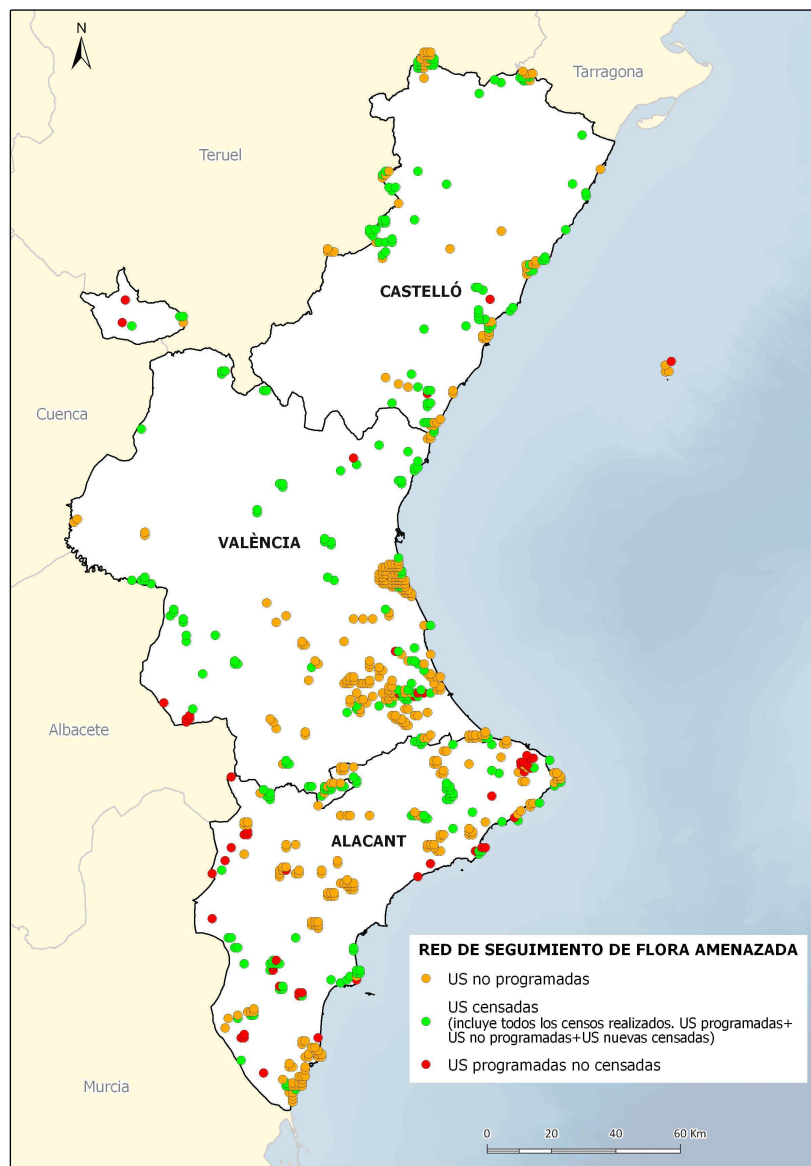 N
Tarragona
Teruel
CASTELLÓ
Cuenca
VALÈNCIA
Albacete
ALACANT
RED DE SEGUIMIENTO DE FLORA AMENAZADA
US no programadas
US censadas
(incluye todos los censos realizados. US programadas+
US no programadas+US nuevas censadas)
US programadas no censadas
Murcia
0 20 40 60 Km